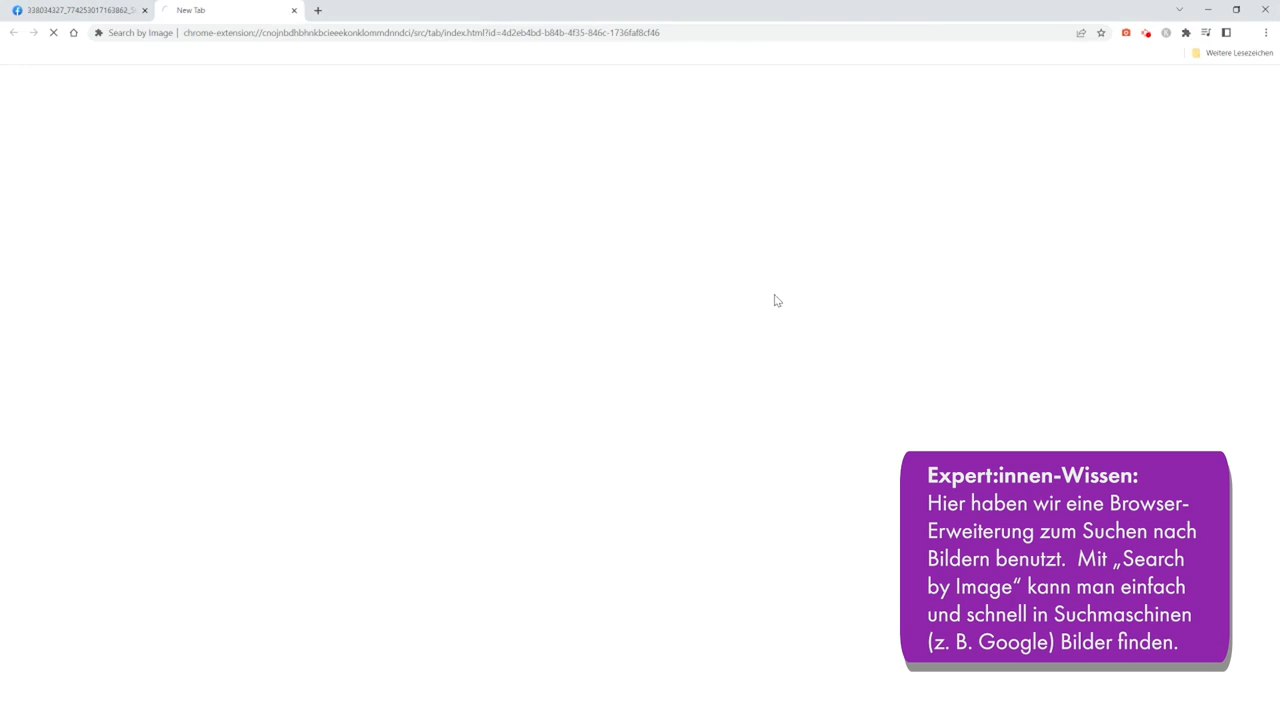 338034327_774253017163862_5
New Tab
Search by Image | chrome-extension://cnojnbdhbhnkbcieeekonklommdnndci/src/tab/index.html?id=4d2eb4bd-b84b-4f35-846c-1736faf8cf46
Weitere Lesezeichen
Expert:innen-Wissen:
Hier haben wir eine Browser-
Erweiterung zum Suchen nach
Bildern benutzt. Mit „Search
by Image“ kann man einfach
und schnell in Suchmaschinen
(z. B. Google) Bilder finden.